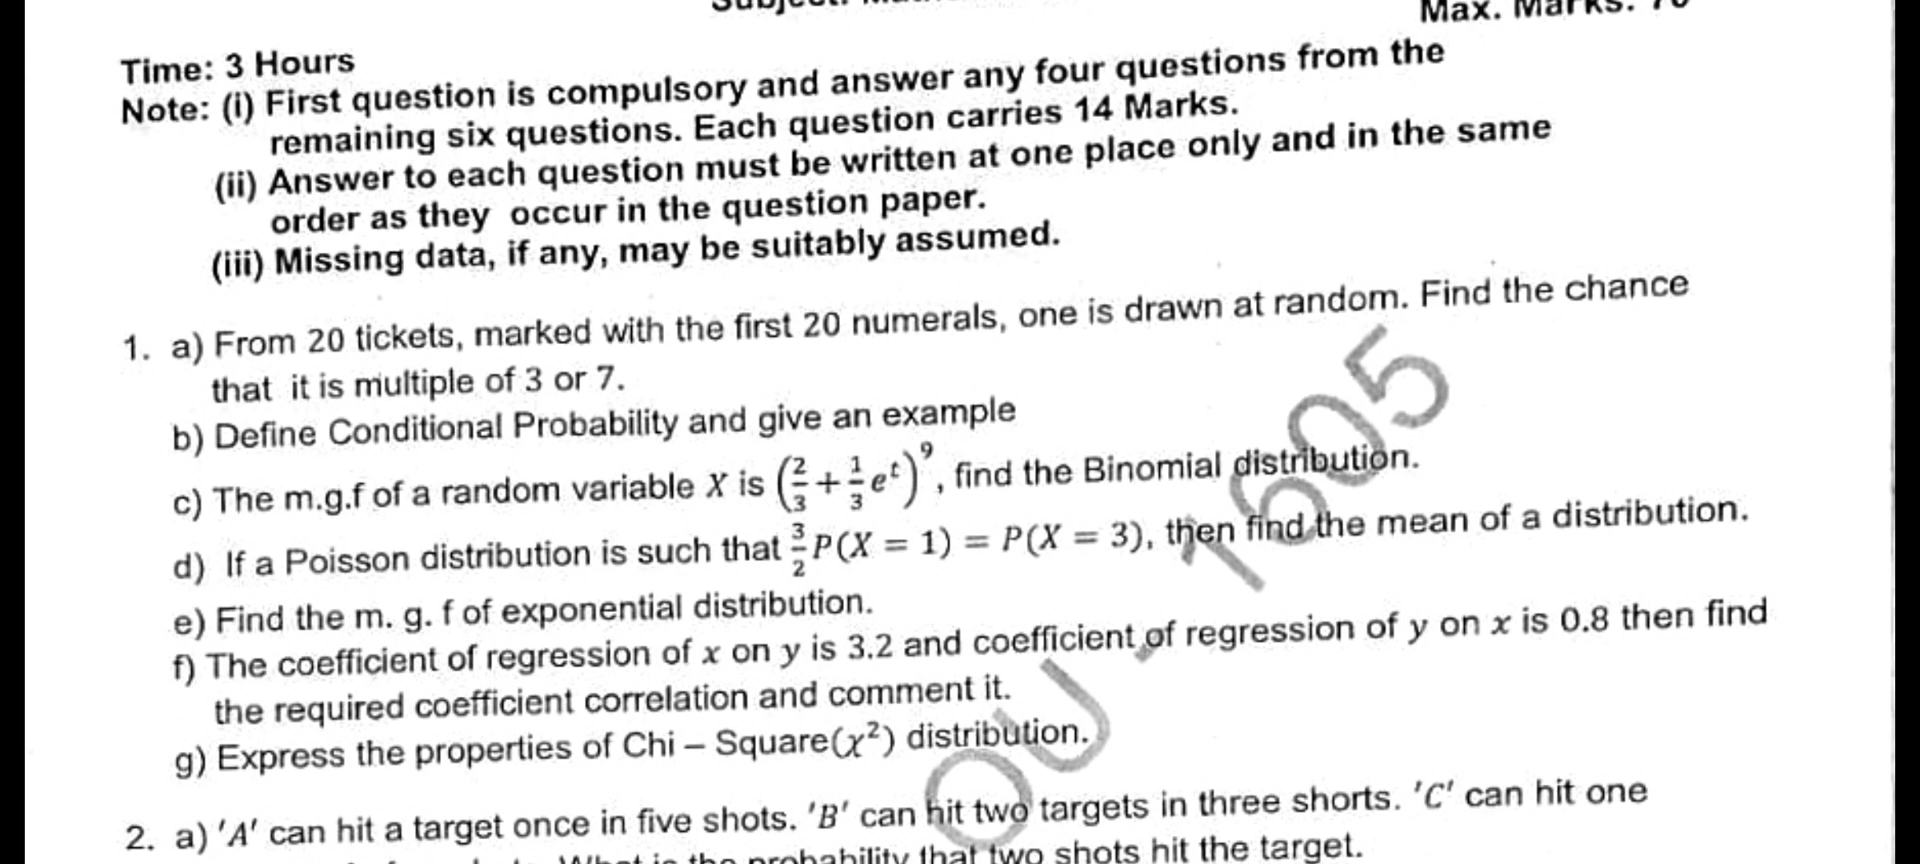 Max. Marks: 70
Time: 3 Hours
Note: (i) First question is compulsory and answer any four questions from the
remaining six questions. Each question carries 14 Marks.
(ii) Answer to each question must be written at one place only and in the same
order as they occur in the question paper.
(iii) Missing data, if any, may be suitably assumed.
1. a) From 20 tickets, marked with the first 20 numerals, one is drawn at random. Find the chance
that it is multiple of 3 or 7.
b) Define Conditional Probability and give an example
c) The m.g.f of a random variable X is (2/3 + 1/3 e^t)^9, find the Binomial distribution.
d) If a Poisson distribution is such that 3/2 P(X = 1) = P(X = 3), then find the mean of a distribution.
e) Find the m. g. f of exponential distribution.
f) The coefficient of regression of x on y is 3.2 and coefficient of regression of y on x is 0.8 then find
the required coefficient correlation and comment it.
g) Express the properties of Chi – Square(χ²) distribution.
2. a) 'A' can hit a target once in five shots. 'B' can hit two targets in three shorts. 'C' can hit one
What is the probability that two shots hit the target.
OU - 1605